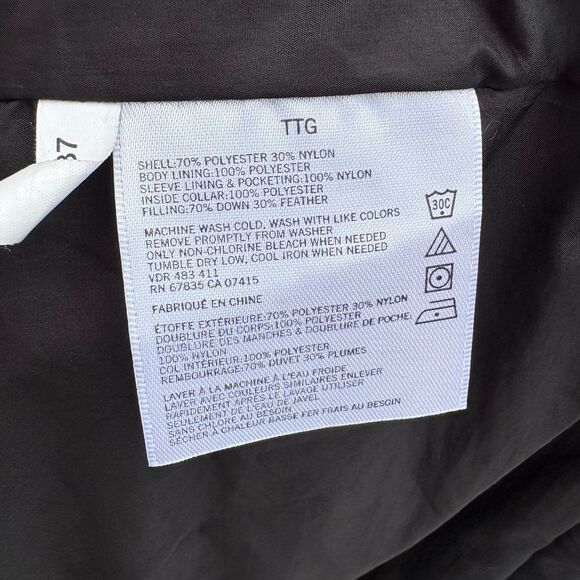 37
TTG
SHELL:70% POLYESTER 30% NYLON
BODY LINING:100% POLYESTER
SLEEVE LINING & POCKETING:100% NYLON
INSIDE COLLAR:100% POLYESTER
FILLING:70% DOWN 30% FEATHER
MACHINE WASH COLD, WASH WITH LIKE COLORS
REMOVE PROMPTLY FROM WASHER
ONLY NON-CHLORINE BLEACH WHEN NEEDED
TUMBLE DRY LOW, COOL IRON WHEN NEEDED
VDR 483 411
RN 67835 CA 07415
30C
FABRIQUÉ EN CHINE
ÉTOFFE EXTÉRIEURE:70% POLYESTER 30% NYLON
DOUBLURE DU CORPS:100% POLYESTER
DOUBLURE DES MANCHES & DOUBLURE DE POCHE:
100% NYLON
COL INTÉRIEUR:100% POLYESTER
REMBOURRAGE:70% DUVET 30% PLUMES
LAYER À LA MACHINE À L'EAU FROIDE
LAYER AVEC COULEURS SIMILAIRES ENLEVER
RAPIDEMENT APRÈS LE LAVAGE UTILISER
SEULEMENT DE L'EAU DE JAVEL
SANS CHLORE AU BESOIN
SÉCHER À CHALEUR BASSE FER FRAIS AU BESOIN